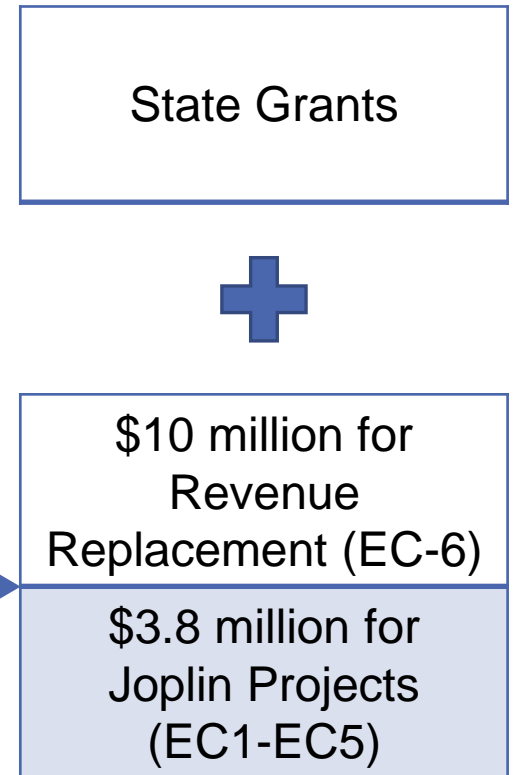 State Grants
$10 million for
Revenue
Replacement (EC-6)
$3.8 million for
Joplin Projects
(EC1-EC5)